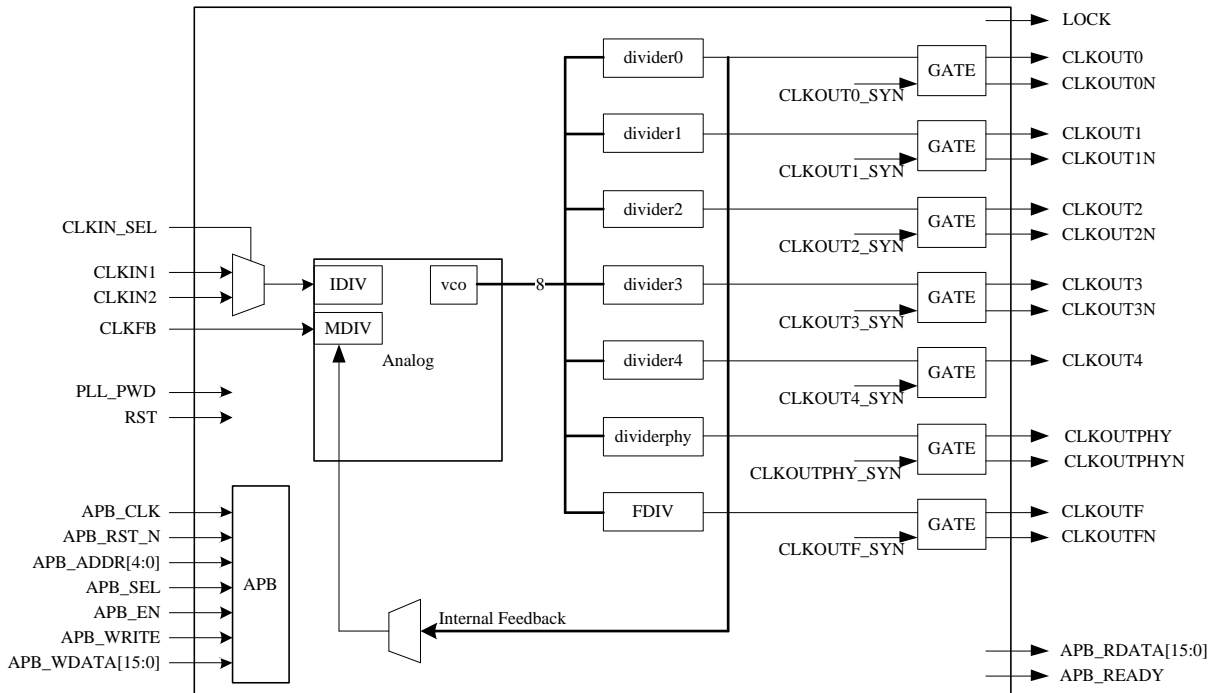 LOCK
divider0
GATE
CLKOUT0
CLKOUT0_SYN
CLKOUT0N
divider1
GATE
CLKOUT1
CLKOUT1_SYN
CLKOUT1N
divider2
GATE
CLKOUT2
CLKOUT2_SYN
CLKOUT2N
CLKIN_SEL
CLKIN1
CLKIN2
CLKFB
IDIV
MDIV
vco
Analog
8
divider3
GATE
CLKOUT3
CLKOUT3_SYN
CLKOUT3N
divider4
GATE
CLKOUT4
CLKOUT4_SYN
PLL_PWD
RST
dividerphy
GATE
CLKOUTPHY
CLKOUTPHY_SYN
CLKOUTPHYN
FDIV
GATE
CLKOUTF
CLKOUTF_SYN
CLKOUTFN
APB_CLK
APB_RST_N
APB_ADDR[4:0]
APB_SEL
APB_EN
APB_WRITE
APB_WDATA[15:0]
APB
Internal Feedback
APB_RDATA[15:0]
APB_READY